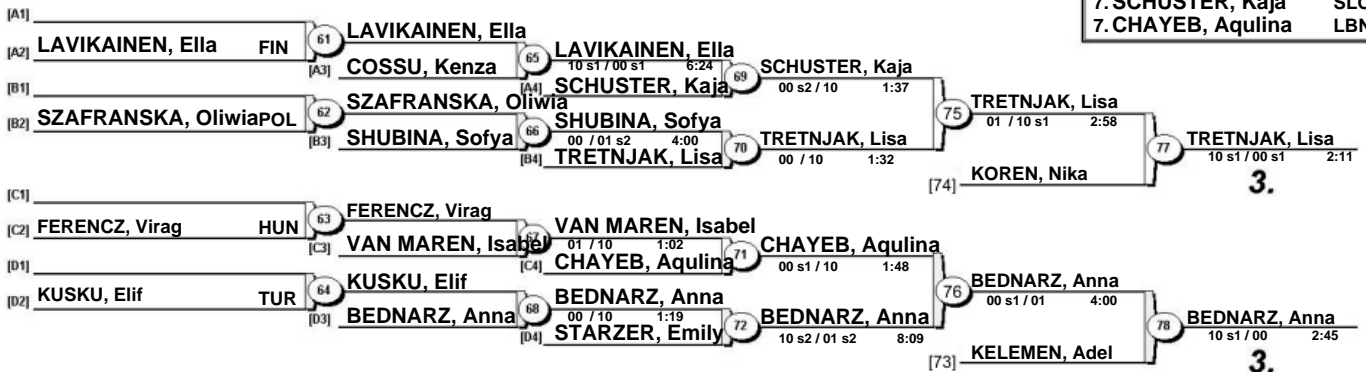 7. SCHUSTER, Kaja
7. CHAYEB, Aqulina LBN
[A1]
[A2] LAVIKAINEN, Ella FIN
61
LAVIKAINEN, Ella
[A3] COSSU, Kenza
65
LAVIKAINEN, Ella
10 s1 / 00 s1 6:24
[A4] SCHUSTER, Kaja
69
SCHUSTER, Kaja
00 s2 / 10 1:37
[B1]
[B2] SZAFRANSKA, Oliwia POL
62
SZAFRANSKA, Oliwia
[B3] SHUBINA, Sofya
66
SHUBINA, Sofya
00 / 01 s2 4:00
[B4] TRETNJAK, Lisa
70
TRETNJAK, Lisa
00 / 10 1:32
75
TRETNJAK, Lisa
01 / 10 s1 2:58
[74] KOREN, Nika
77
TRETNJAK, Lisa
10 s1 / 00 s1 2:11
3.
[C1]
[C2] FERENCZ, Virag HUN
63
FERENCZ, Virag
[C3] VAN MAREN, Isabel
67
VAN MAREN, Isabel
01 / 10 1:02
[C4] CHAYEB, Aqulina
71
CHAYEB, Aqulina
00 s1 / 10 1:48
[D1]
[D2] KUSKU, Elif TUR
64
KUSKU, Elif
[D3] BEDNARZ, Anna
68
BEDNARZ, Anna
00 / 10 1:19
[D4] STARZER, Emily
72
BEDNARZ, Anna
10 s2 / 01 s2 8:09
76
BEDNARZ, Anna
00 s1 / 01 4:00
[73] KELEMEN, Adel
78
BEDNARZ, Anna
10 s1 / 00 2:45
3.